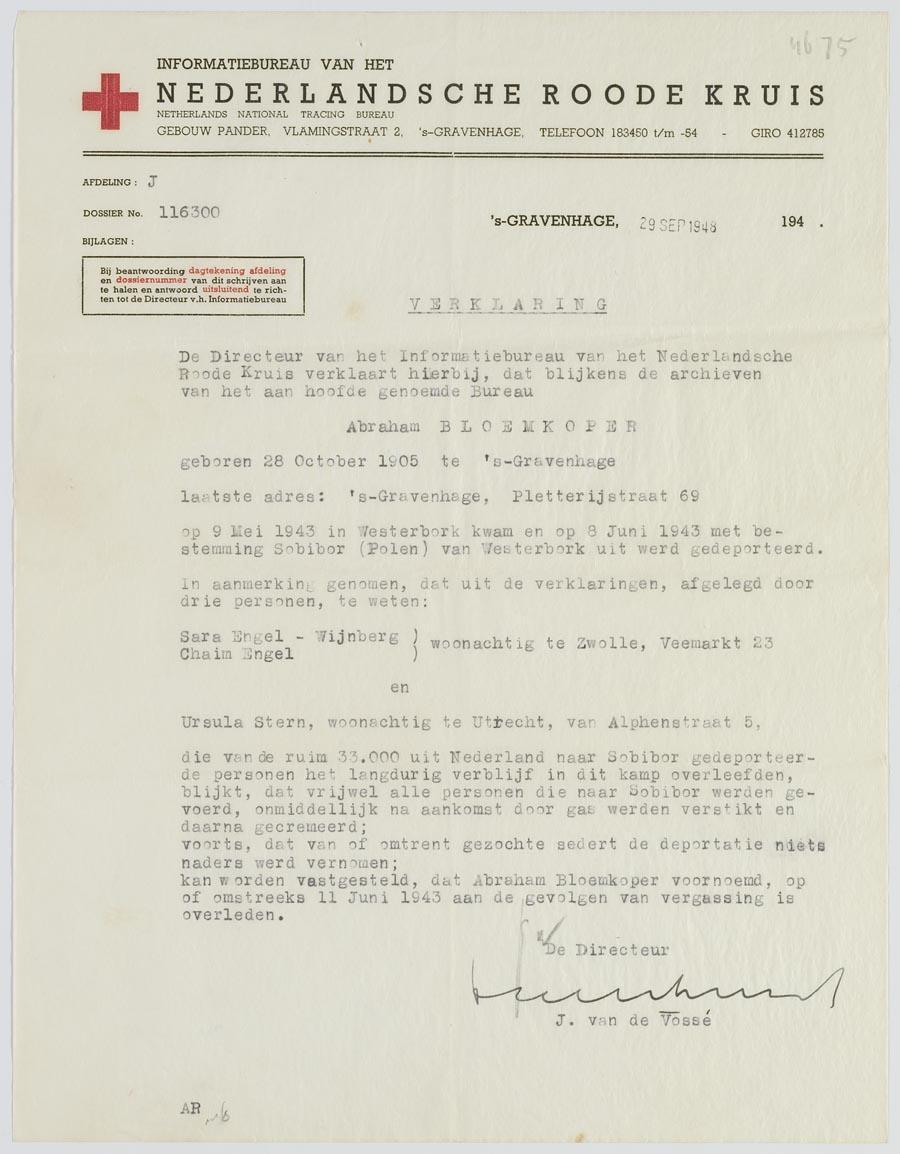 4675
INFORMATIEBUREAU VAN HET
NEDERLANDSCHE ROODE KRUIS
NETHERLANDS NATIONAL TRACING BUREAU
GEBOUW PANDER, VLAMINGSTRAAT 2, 's-GRAVENHAGE, TELEFOON 183450 t/m -54 - GIRO 412785
AFDELING : J
DOSSIER No. 116300
's-GRAVENHAGE, 29 SEP 1948 194 .
BIJLAGEN :
Bij beantwoording dagtekening afdeling
en dossiernummer van dit schrijven aan
te halen en antwoord uitsluitend te rich-
ten tot de Directeur v.h. Informatiebureau
VERKLARING
De Directeur van het Informatiebureau van het Nederlandsche
Roode Kruis verklaart hierbij, dat blijkens de archieven
van het aan hoofde genoemde Bureau
Abraham BLOEMKOPER
geboren 28 October 1905 te 's-Gravenhage
laatste adres: 's-Gravenhage, Pletterijstraat 69
op 9 Mei 1943 in Westerbork kwam en op 8 Juni 1943 met be-
stemming Sobibor (Polen) van Westerbork uit werd gedeporteerd.
In aanmerking genomen, dat uit de verklaringen, afgelegd door
drie personen, te weten:
Sara Engel - Wijnberg )
Chaim Engel ) woonachtig te Zwolle, Veemarkt 23
en
Ursula Stern, woonachtig te Utrecht, van Alphenstraat 5,
die van de ruim 33.000 uit Nederland naar Sobibor gedeporteer-
de personen het langdurig verblijf in dit kamp overleefden,
blijkt, dat vrijwel alle personen die naar Sobibor werden ge-
voerd, onmiddellijk na aankomst door gas werden verstikt en
daarna gecremeerd;
voorts, dat van of omtrent gezochte sedert de deportatie niets
naders werd vernomen;
kan worden vastgesteld, dat Abraham Bloemkoper voornoemd, op
of omstreeks 11 Juni 1943 aan de gevolgen van vergassing is
overleden.
De Directeur
J. van de Vossé
AR